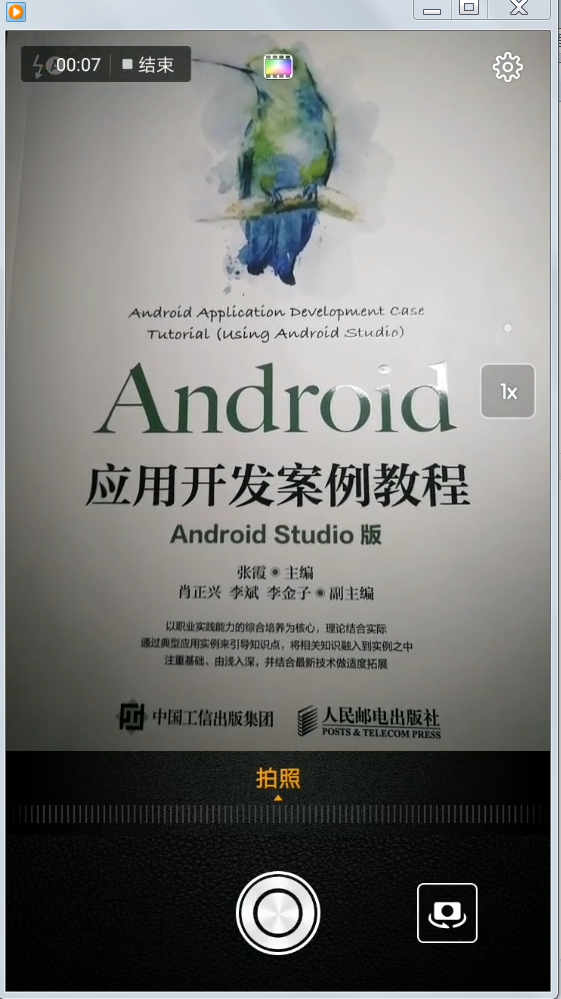 00:07 结束
Android Application Development Case
Tutorial (Using Android Studio)
1x
Android
应用开发案例教程
Android Studio 版
张霞 ◉ 主编
肖正兴 李斌 李金子 ◉ 副主编
以职业实践能力的综合培养为核心，理论结合实际
通过典型应用实例来引导知识点，将相关知识融入到实例之中
注重基础、由浅入深，并结合最新技术做适度拓展
中国工信出版集团
人民邮电出版社
POSTS & TELECOM PRESS
拍照